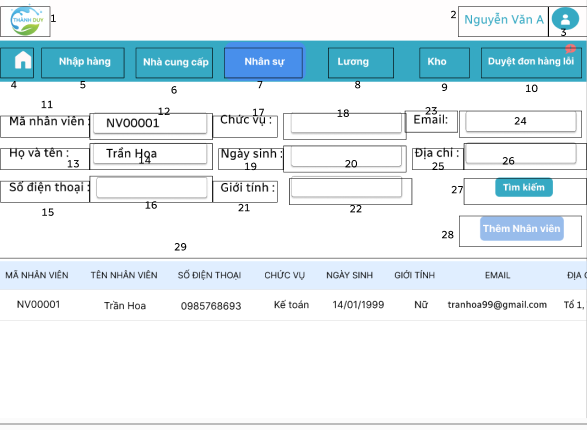 THÀNH DUY
1
2
Nguyễn Văn A
3
Nhập hàng
Nhà cung cấp
Nhân sự
Lương
Kho
Duyệt đơn hàng lỗi
4
5
6
7
8
9
10
11
12
17
18
23
Mã nhân viên :
NV00001
Chức vụ :
Email:
24
Họ và tên :
13
Trần Hoa
14
Ngày sinh :
19
20
Địa chỉ :
25
26
Số điện thoại :
15
16
Giới tính :
21
22
27
Tìm kiếm
28
Thêm Nhân viên
29
MÃ NHÂN VIÊN TÊN NHÂN VIÊN SỐ ĐIỆN THOẠI CHỨC VỤ NGÀY SINH GIỚI TÍNH EMAIL ĐỊA
NV00001 Trần Hoa 0985768693 Kế toán 14/01/1999 Nữ tranhoa99@gmail.com Tổ 1,